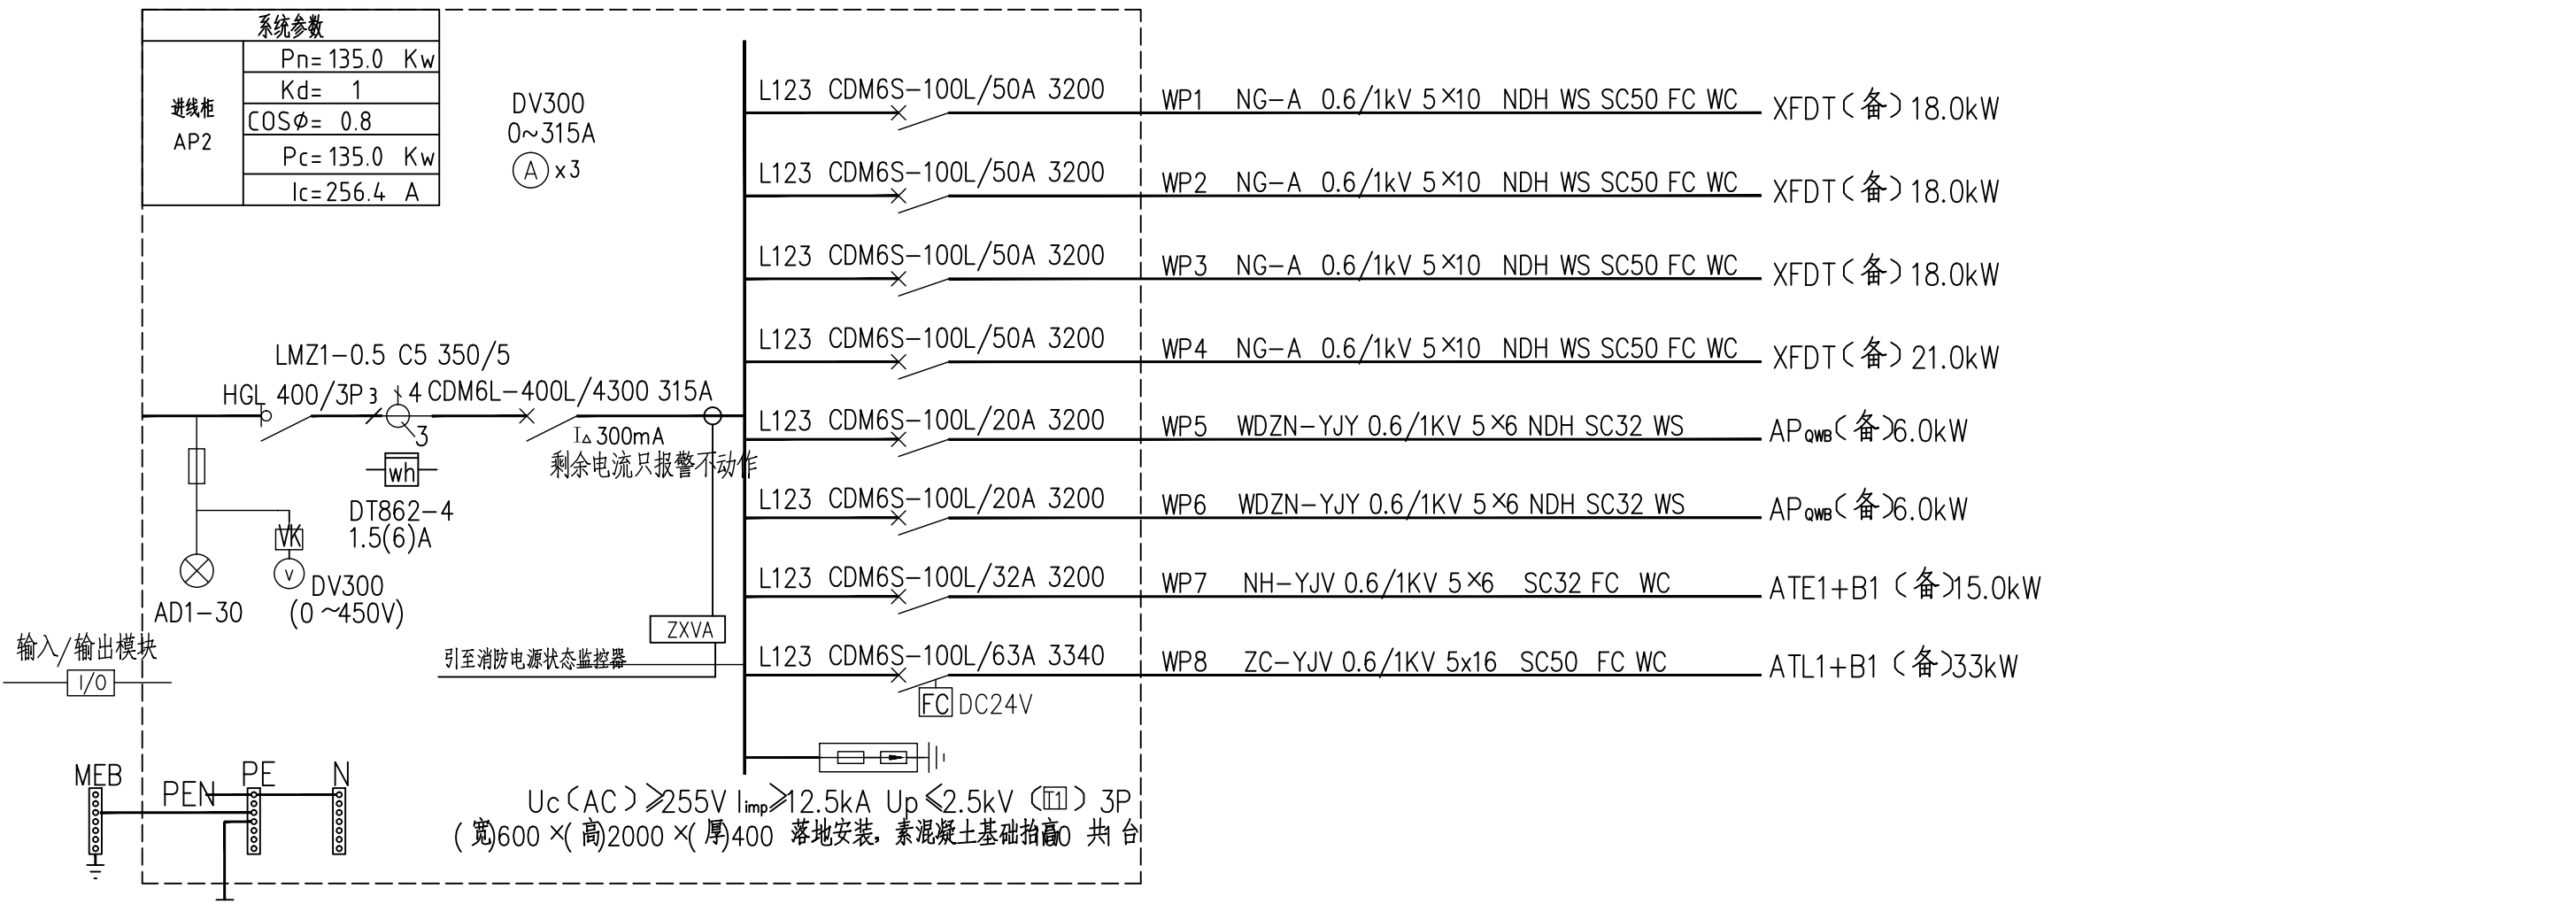 系统参数
进线柜
AP2
Pn=135.0 Kw
Kd= 1
COSØ= 0.8
Pc=135.0 Kw
Ic=256.4 A
DV300
0~315A
A x3
L123 CDM6S-100L/50A 3200 WP1 NG-A 0.6/1kV 5×10 NDH WS SC50 FC WC XFDT(备) 18.0kW
L123 CDM6S-100L/50A 3200 WP2 NG-A 0.6/1kV 5×10 NDH WS SC50 FC WC XFDT(备) 18.0kW
L123 CDM6S-100L/50A 3200 WP3 NG-A 0.6/1kV 5×10 NDH WS SC50 FC WC XFDT(备) 18.0kW
L123 CDM6S-100L/50A 3200 WP4 NG-A 0.6/1kV 5×10 NDH WS SC50 FC WC XFDT(备) 21.0kW
L123 CDM6S-100L/20A 3200 WP5 WDZN-YJY 0.6/1KV 5×6 NDH SC32 WS APQWB(备)6.0kW
L123 CDM6S-100L/20A 3200 WP6 WDZN-YJY 0.6/1KV 5×6 NDH SC32 WS APQWB(备)6.0kW
L123 CDM6S-100L/32A 3200 WP7 NH-YJV 0.6/1KV 5×6 SC32 FC WC ATE1+B1 (备)15.0kW
L123 CDM6S-100L/63A 3340 WP8 ZC-YJV 0.6/1KV 5x16 SC50 FC WC ATL1+B1 (备)33kW
FC DC24V
LMZ1-0.5 C5 350/5
HGL 400/3P 3 4 CDM6L-400L/4300 315A
3
I△ 300mA
剩余电流只报警不动作
wh
DT862-4
1.5(6)A
VK
V
DV300
(0~450V)
AD1-30
ZXVA
引至消防电源状态监控器
输入/输出模块
I/O
MEB
PEN
PE
N
Uc(AC)≥255V Iimp≥12.5kA Up≤2.5kV (T1) 3P
(宽)600×(高)2000×(厚)400 落地安装,素混凝土基础抬高100 共1台